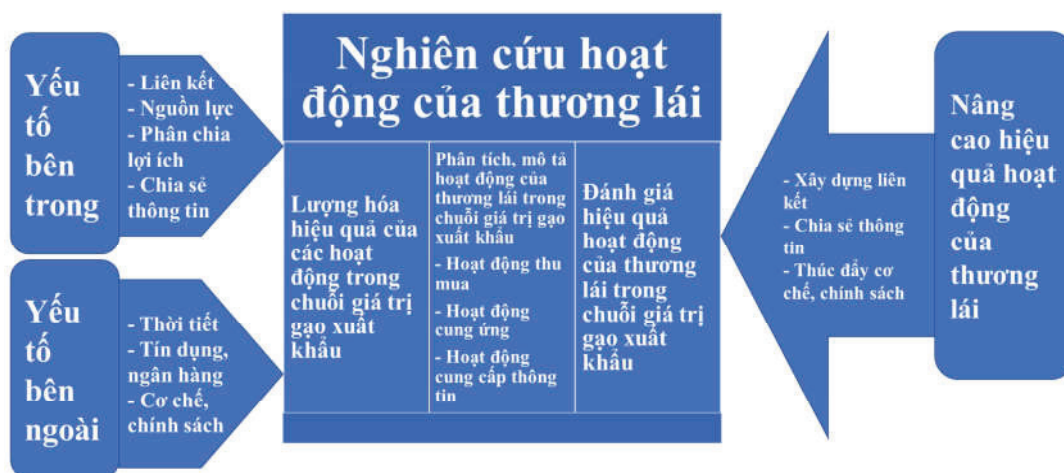 Yếu
tố
bên
trong
- Liên kết
- Nguồn lực
- Phân chia
lợi ích
- Chia sẻ
thông tin
Yếu
tố
bên
ngoài
- Thời tiết
- Tín dụng,
ngân hàng
- Cơ chế,
chính sách
Nghiên cứu hoạt
động của thương lái
Lượng hóa
hiệu quả của
các hoạt
động trong
chuỗi giá trị
gạo xuất
khẩu
Phân tích, mô tả
hoạt động của
thương lái trong
chuỗi giá trị gạo
xuất khẩu
- Hoạt động thu
mua
- Hoạt động
cung ứng
- Hoạt động
cung cấp thông
tin
Đánh giá
hiệu quả
hoạt động
của thương
lái trong
chuỗi giá trị
gạo xuất
khẩu
- Xây dựng liên
kết
- Chia sẻ thông
tin
- Thúc đẩy cơ
chế, chính sách
Nâng
cao hiệu
quả hoạt
động
của
thương
lái